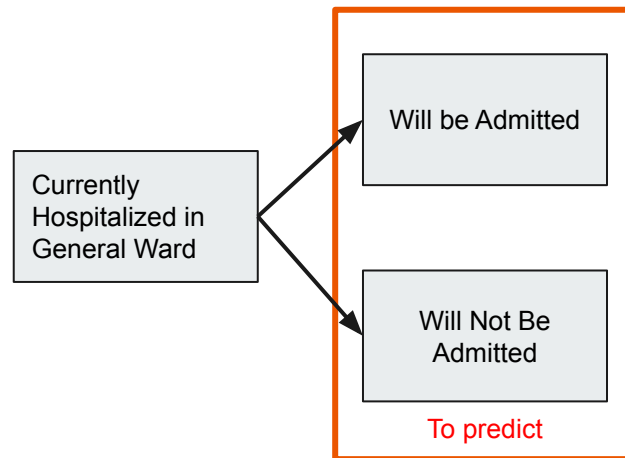 Currently
Hospitalized in
General Ward
Will be Admitted
Will Not Be
Admitted
To predict